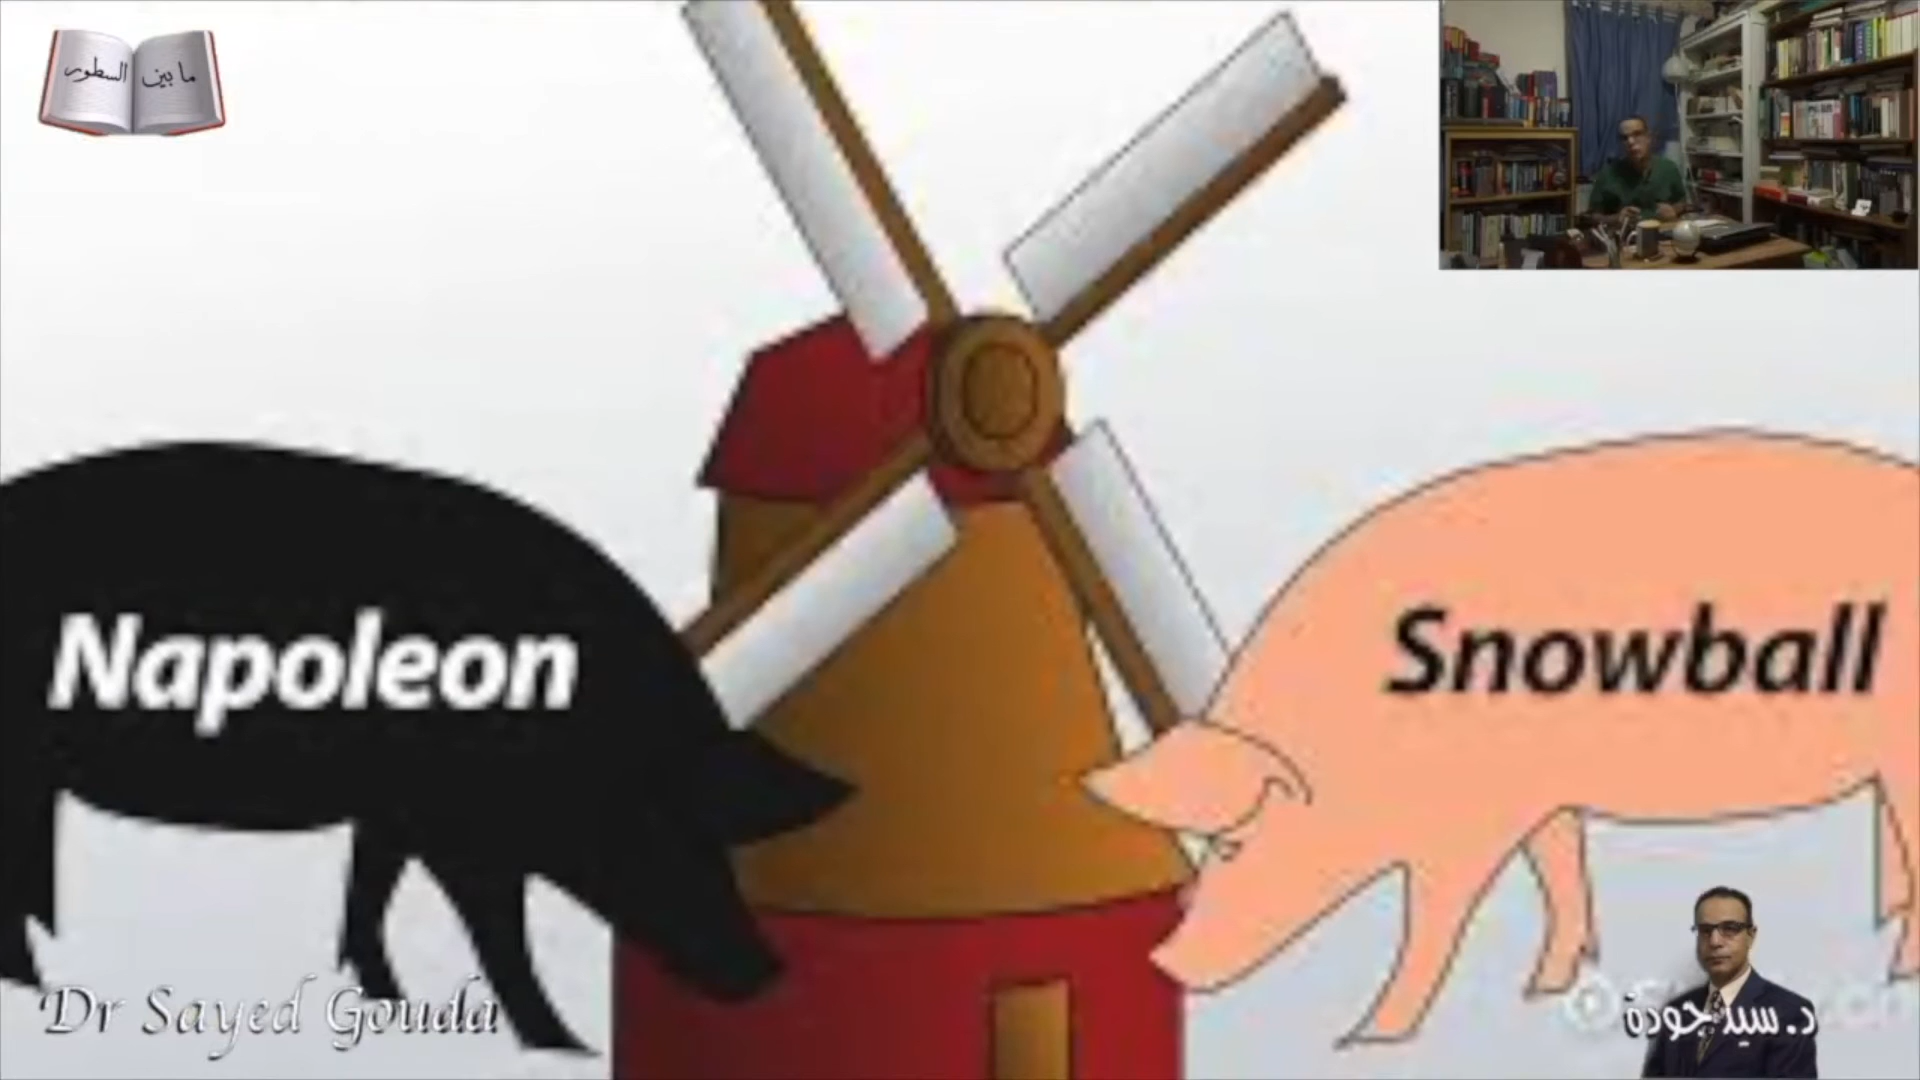 ما بين السطور
Napoleon
Snowball
Dr Sayed Gouda
د. سيد جودة